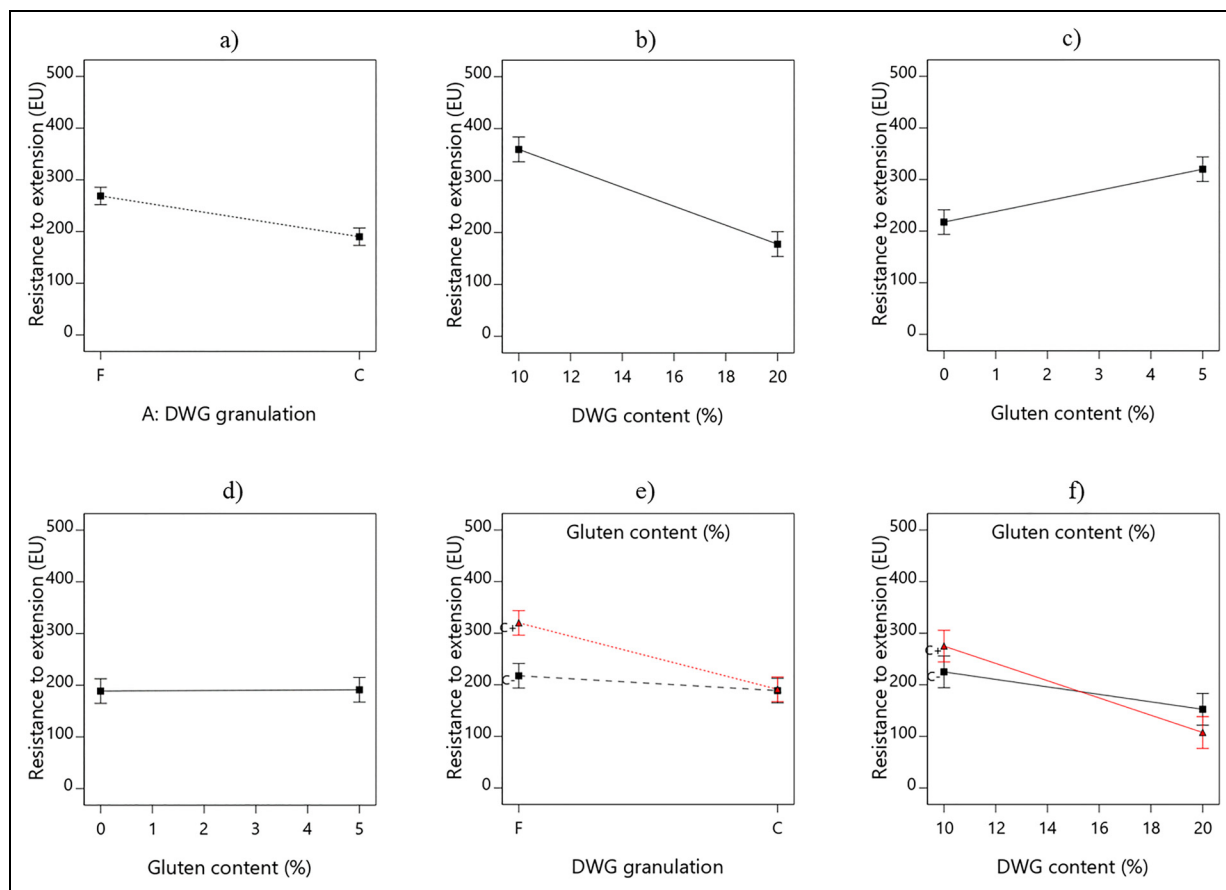 a)
Resistance to extension (EU)
500
400
300
200
100
0
F C
A: DWG granulation
b)
Resistance to extension (EU)
500
400
300
200
100
0
10 12 14 16 18 20
DWG content (%)
c)
Resistance to extension (EU)
500
400
300
200
100
0
0 1 2 3 4 5
Gluten content (%)
d)
Resistance to extension (EU)
500
400
300
200
100
0
0 1 2 3 4 5
Gluten content (%)
e)
Gluten content (%)
Resistance to extension (EU)
500
400
300
200
100
0
C+
C-
F C
DWG granulation
f)
Gluten content (%)
Resistance to extension (EU)
500
400
300
200
100
0
C+
C-
10 12 14 16 18 20
DWG content (%)